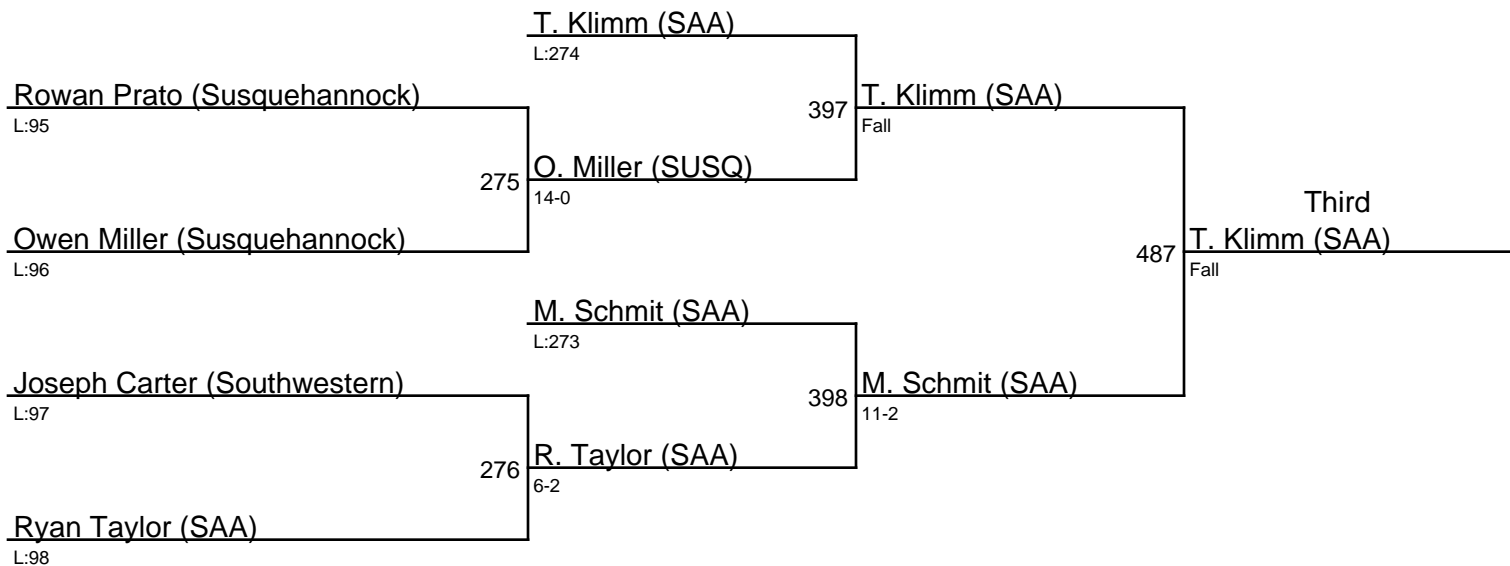 T. Klimm (SAA)
L:274
Rowan Prato (Susquehannock)
L:95
397
T. Klimm (SAA)
Fall
275
O. Miller (SUSQ)
14-0
Third
Owen Miller (Susquehannock)
L:96
487
T. Klimm (SAA)
Fall
M. Schmit (SAA)
L:273
Joseph Carter (Southwestern)
L:97
398
M. Schmit (SAA)
11-2
276
R. Taylor (SAA)
6-2
Ryan Taylor (SAA)
L:98